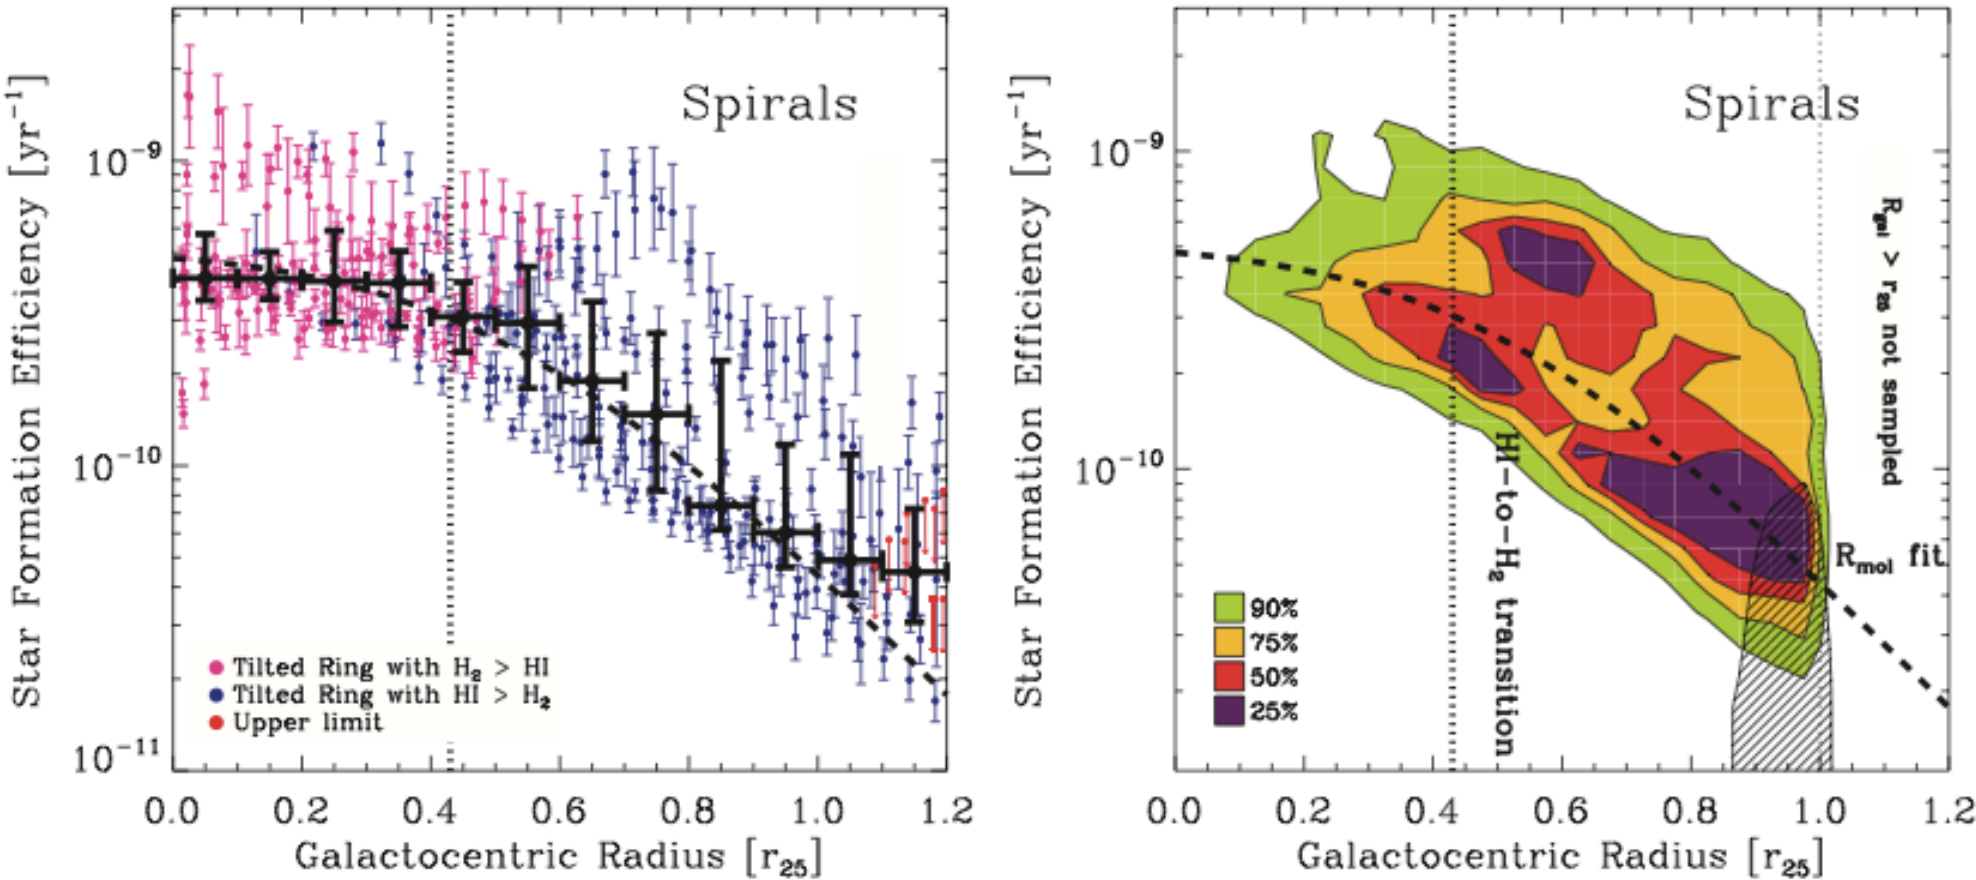 Spirals
Star Formation Efficiency [yr⁻¹]
10⁻⁹
10⁻¹⁰
10⁻¹¹
Tilted Ring with H₂ > HI
Tilted Ring with HI > H₂
Upper limit
0.0 0.2 0.4 0.6 0.8 1.0 1.2
Galactocentric Radius [r₂₅]
Spirals
Star Formation Efficiency [yr⁻¹]
10⁻⁹
10⁻¹⁰
R_gal > r₂₅ not sampled
HI-to-H₂ transition
R_mol fit
90%
75%
50%
25%
0.0 0.2 0.4 0.6 0.8 1.0 1.2
Galactocentric Radius [r₂₅]